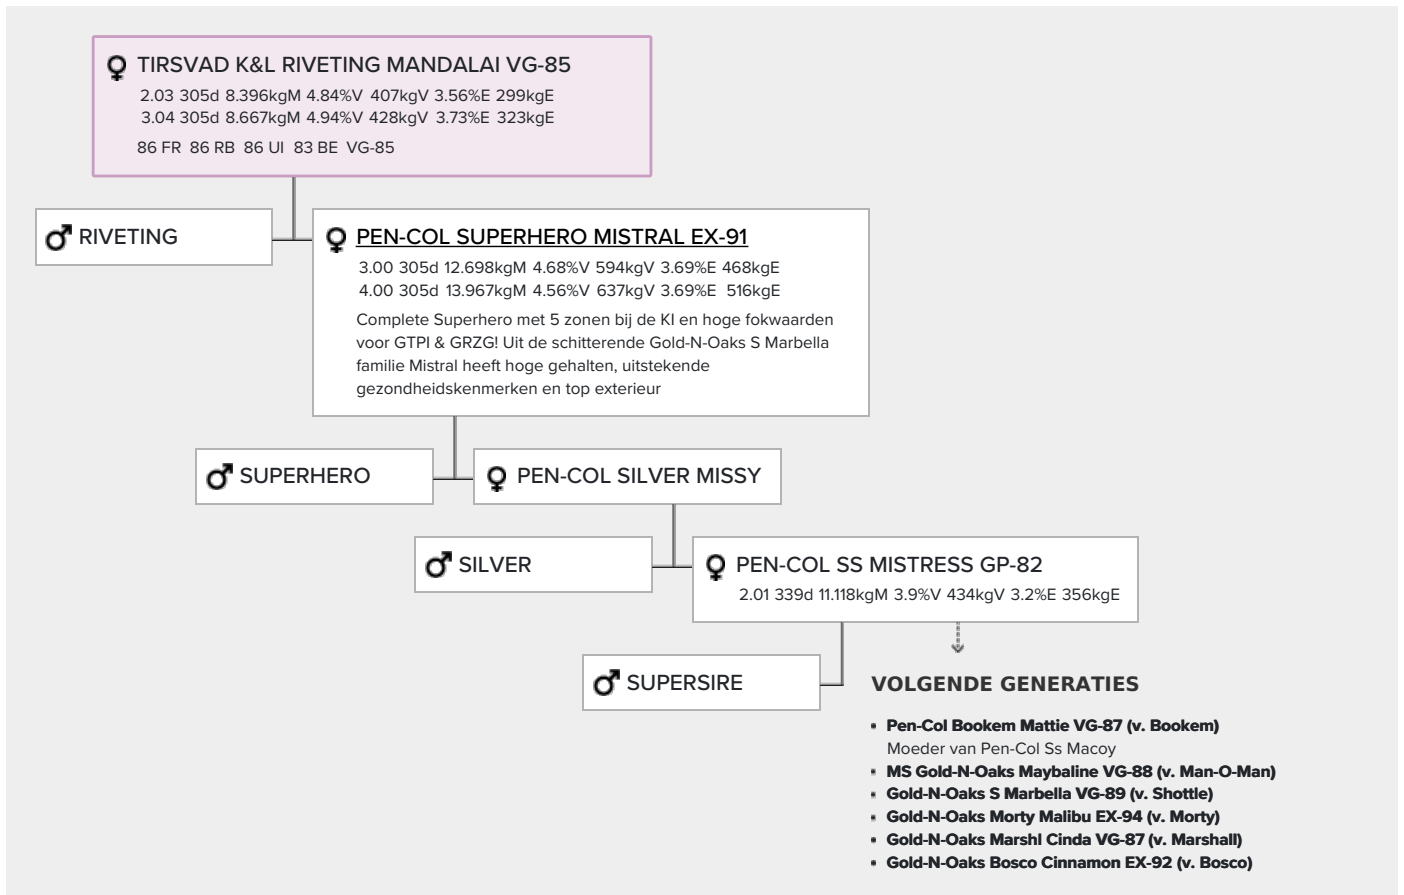 TIRSVAD K&L RIVETING MANDALAI VG-85
2.03 305d 8.396kgM 4.84%V 407kgV 3.56%E 299kgE
3.04 305d 8.667kgM 4.94%V 428kgV 3.73%E 323kgE
86 FR 86 RB 86 UI 83 BE VG-85
RIVETING
PEN-COL SUPERHERO MISTRAL EX-91
3.00 305d 12.698kgM 4.68%V 594kgV 3.69%E 468kgE
4.00 305d 13.967kgM 4.56%V 637kgV 3.69%E 516kgE
Complete Superhero met 5 zonen bij de KI en hoge fokwaarden
voor GTPI & GRZG! Uit de schitterende Gold-N-Oaks S Marbella
familie Mistral heeft hoge gehalten, uitstekende
gezondheidskenmerken en top exterieur
SUPERHERO
PEN-COL SILVER MISSY
SILVER
PEN-COL SS MISTRESS GP-82
2.01 339d 11.118kgM 3.9%V 434kgV 3.2%E 356kgE
SUPERSIRE
VOLGENDE GENERATIES
• Pen-Col Bookem Mattie VG-87 (v. Bookem)
Moeder van Pen-Col Ss Macoy
• MS Gold-N-Oaks Maybaline VG-88 (v. Man-O-Man)
• Gold-N-Oaks S Marbella VG-89 (v. Shottle)
• Gold-N-Oaks Morty Malibu EX-94 (v. Morty)
• Gold-N-Oaks Marshl Cinda VG-87 (v. Marshall)
• Gold-N-Oaks Bosco Cinnamon EX-92 (v. Bosco)